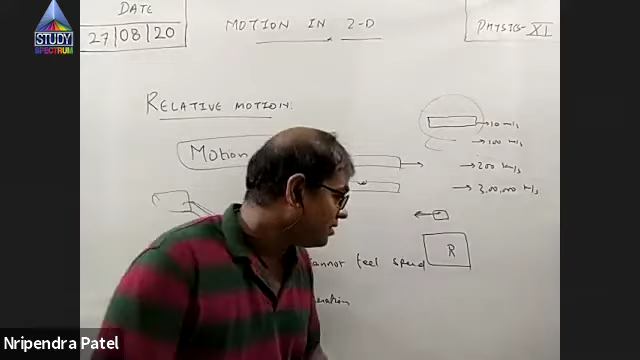 DATE
27/08/20
STUDY
SPECTRUM
MOTION IN 2-D
PHYSICS-XI
RELATIVE MOTION:
Motion
10 m/s
100 m/s
200 km/s
3,00,000 km/s
R
cannot feel speed
Nripendra Patel